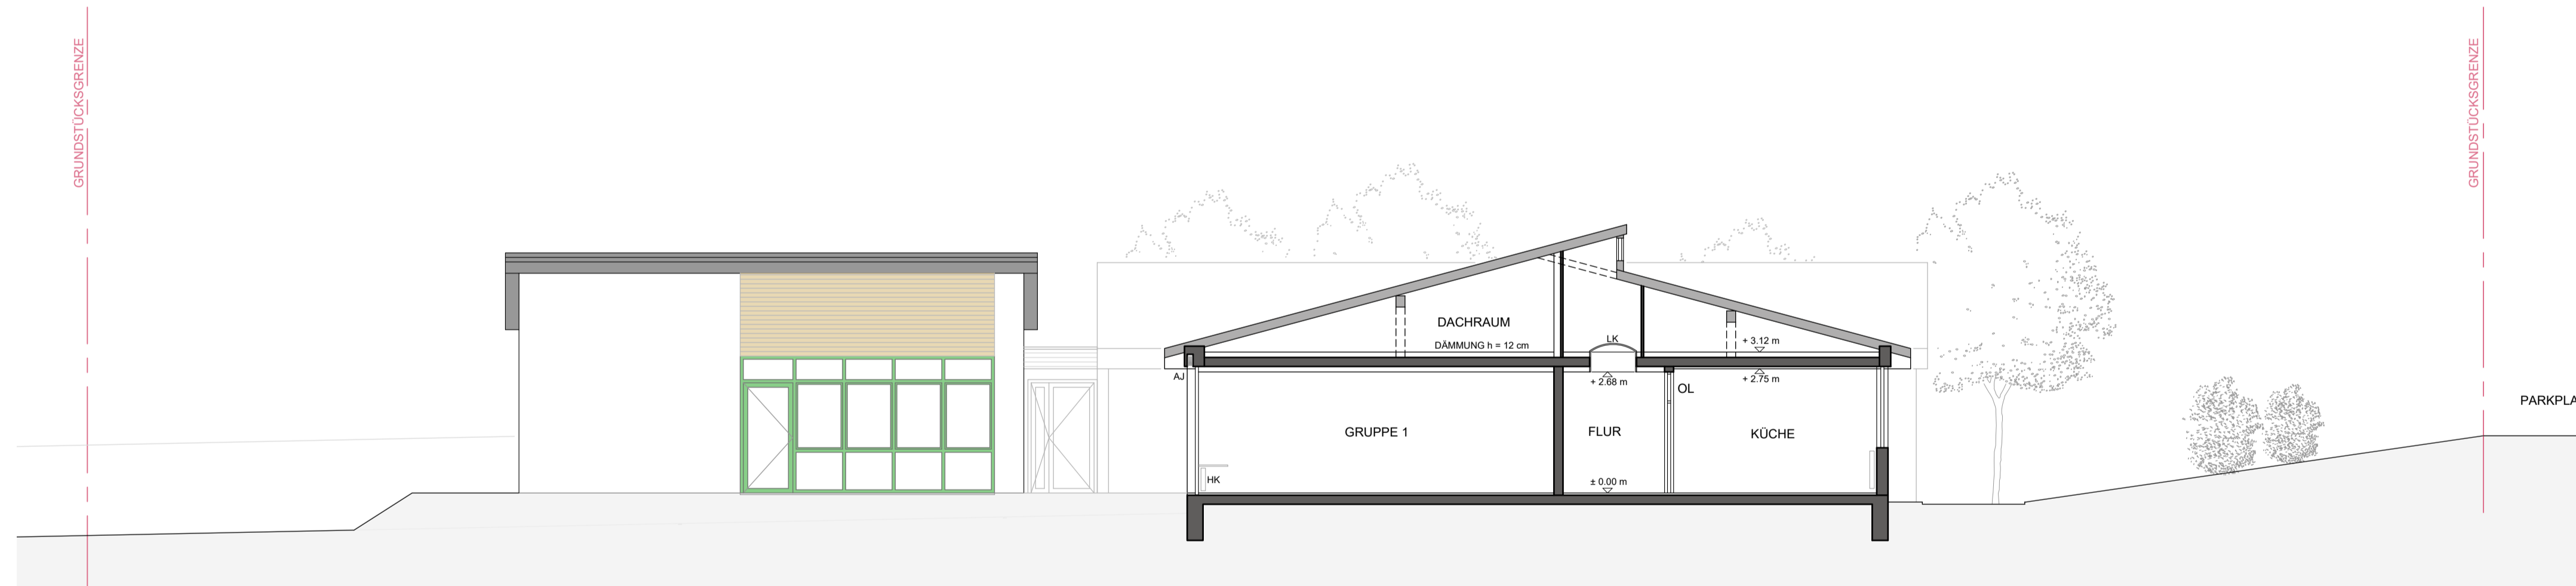 GRUNDSTÜCKSGRENZE
GRUNDSTÜCKSGRENZE
DACHRAUM
DÄMMUNG h = 12 cm
LK
+ 3.12 m
AJ
+ 2.68 m
+ 2.75 m
OL
PARKPLA
GRUPPE 1
FLUR
KÜCHE
HK
± 0.00 m